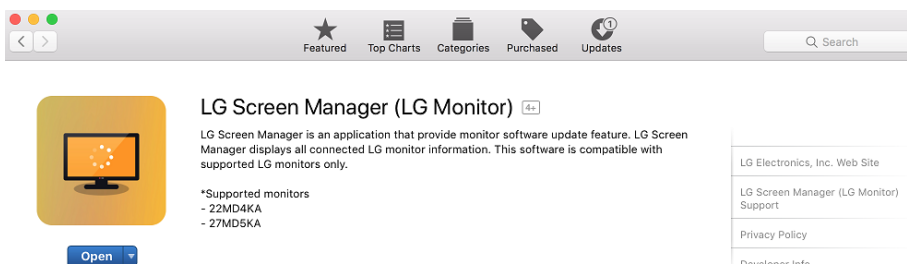 1
Featured Top Charts Categories Purchased Updates
Search
LG Screen Manager (LG Monitor) 4+
LG Screen Manager is an application that provide monitor software update feature. LG Screen
Manager displays all connected LG monitor information. This software is compatible with
supported LG monitors only.
*Supported monitors
- 22MD4KA
- 27MD5KA
Open
LG Electronics, Inc. Web Site
LG Screen Manager (LG Monitor)
Support
Privacy Policy
Developer Info